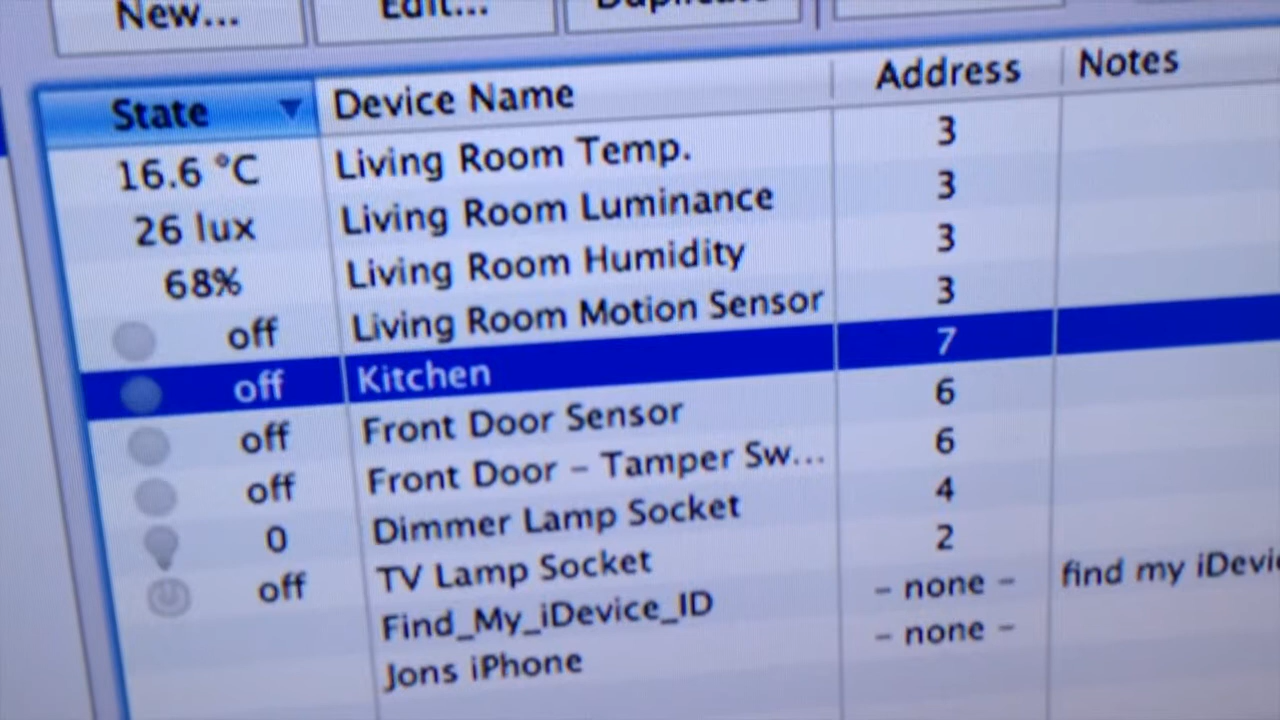 New... Edit... Duplicate
State Device Name Address Notes
16.6 °C Living Room Temp. 3
26 lux Living Room Luminance 3
68% Living Room Humidity 3
off Living Room Motion Sensor 3
off Kitchen 7
off Front Door Sensor 6
off Front Door – Tamper Sw... 6
0 Dimmer Lamp Socket 4
off TV Lamp Socket 2
Find_My_iDevice_ID – none – find my iDevi
Jons iPhone – none –